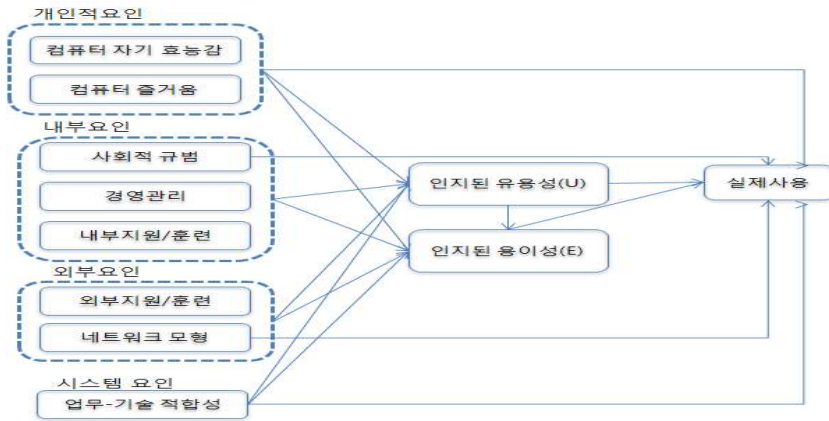 개인적요인
컴퓨터 자기 효능감
컴퓨터 즐거움
내부요인
사회적 규범
경영관리
내부지원/훈련
외부요인
외부지원/훈련
네트워크 모형
시스템 요인
업무-기술 적합성
인지된 유용성(U)
인지된 용이성(E)
실제사용